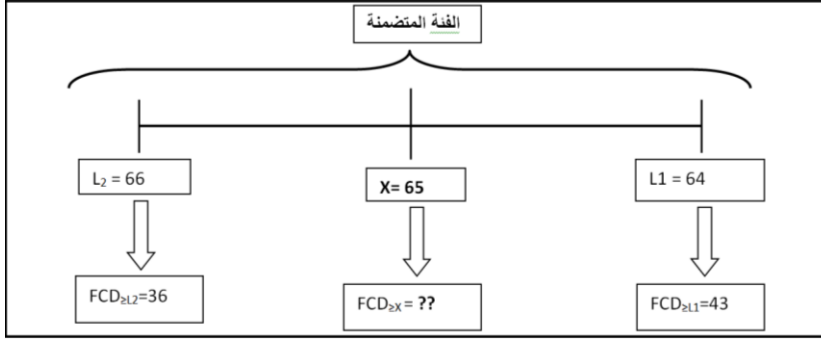 الفئة المتضمنة
L₂ = 66
X= 65
L1 = 64
FCD≥L2=36
FCD≥X= ??
FCD≥L1=43